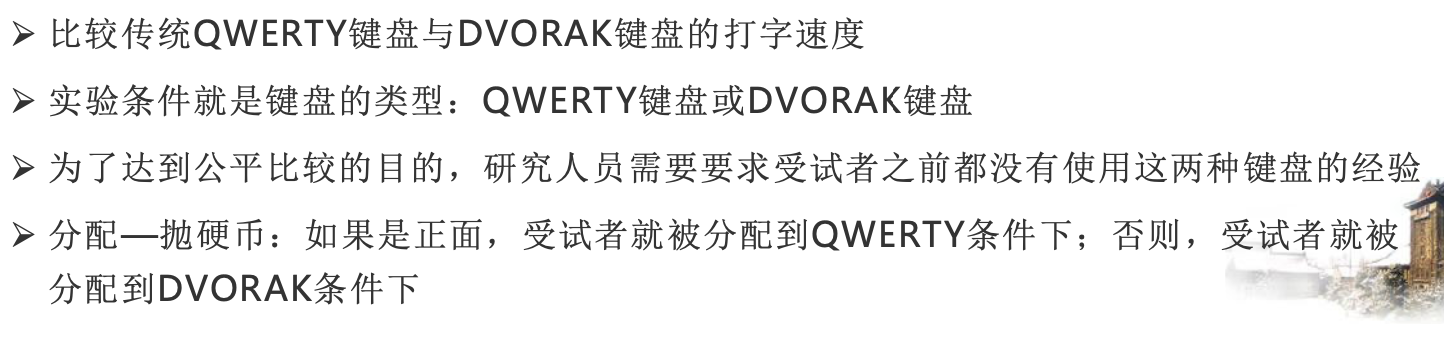 ➢ 比较传统QWERTY键盘与DVORAK键盘的打字速度
➢ 实验条件就是键盘的类型：QWERTY键盘或DVORAK键盘
➢ 为了达到公平比较的目的，研究人员需要要求受试者之前都没有使用这两种键盘的经验
➢ 分配—抛硬币：如果是正面，受试者就被分配到QWERTY条件下；否则，受试者就被
分配到DVORAK条件下